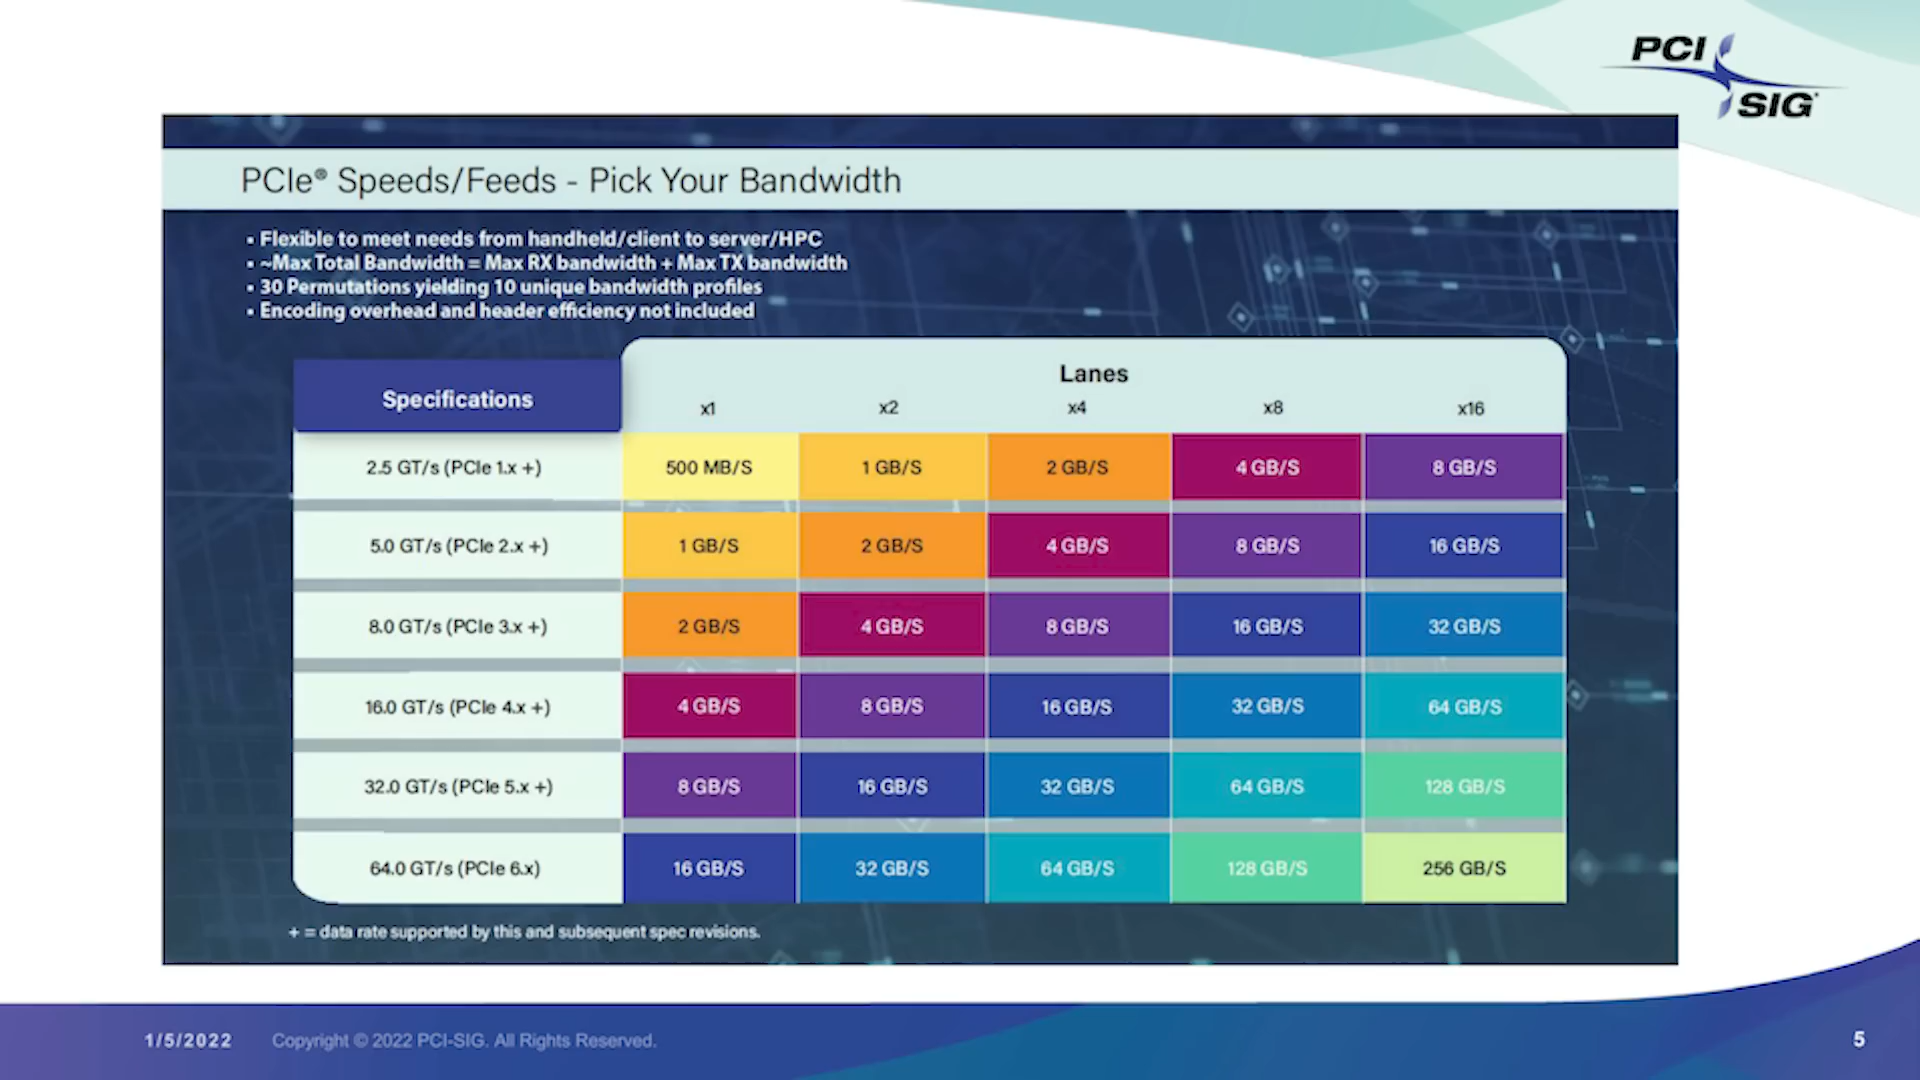 PCI
SIG®
PCIe® Speeds/Feeds - Pick Your Bandwidth
▪ Flexible to meet needs from handheld/client to server/HPC
▪ ~Max Total Bandwidth = Max RX bandwidth + Max TX bandwidth
▪ 30 Permutations yielding 10 unique bandwidth profiles
▪ Encoding overhead and header efficiency not included
Specifications
Lanes
x1 x2 x4 x8 x16
2.5 GT/s (PCIe 1.x +) 500 MB/S 1 GB/S 2 GB/S 4 GB/S 8 GB/S
5.0 GT/s (PCIe 2.x +) 1 GB/S 2 GB/S 4 GB/S 8 GB/S 16 GB/S
8.0 GT/s (PCIe 3.x +) 2 GB/S 4 GB/S 8 GB/S 16 GB/S 32 GB/S
16.0 GT/s (PCIe 4.x +) 4 GB/S 8 GB/S 16 GB/S 32 GB/S 64 GB/S
32.0 GT/s (PCIe 5.x +) 8 GB/S 16 GB/S 32 GB/S 64 GB/S 128 GB/S
64.0 GT/s (PCIe 6.x) 16 GB/S 32 GB/S 64 GB/S 128 GB/S 256 GB/S
+ = data rate supported by this and subsequent spec revisions.
1/5/2022 Copyright © 2022 PCI-SIG. All Rights Reserved. 5